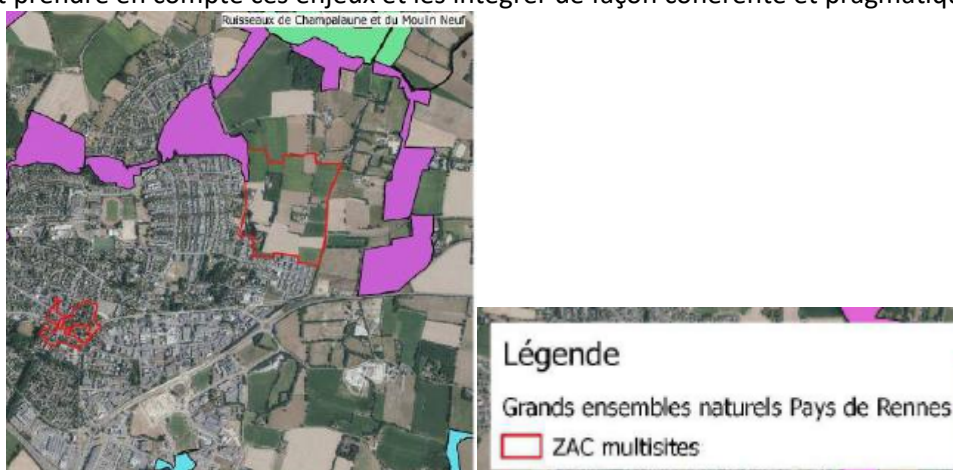 prendre en compte ces enjeux et les intégrer de façon cohérente et pragmatiqu
Ruisseaux de Champalaune et du Moulin Neuf
Légende
Grands ensembles naturels Pays de Rennes
ZAC multisites